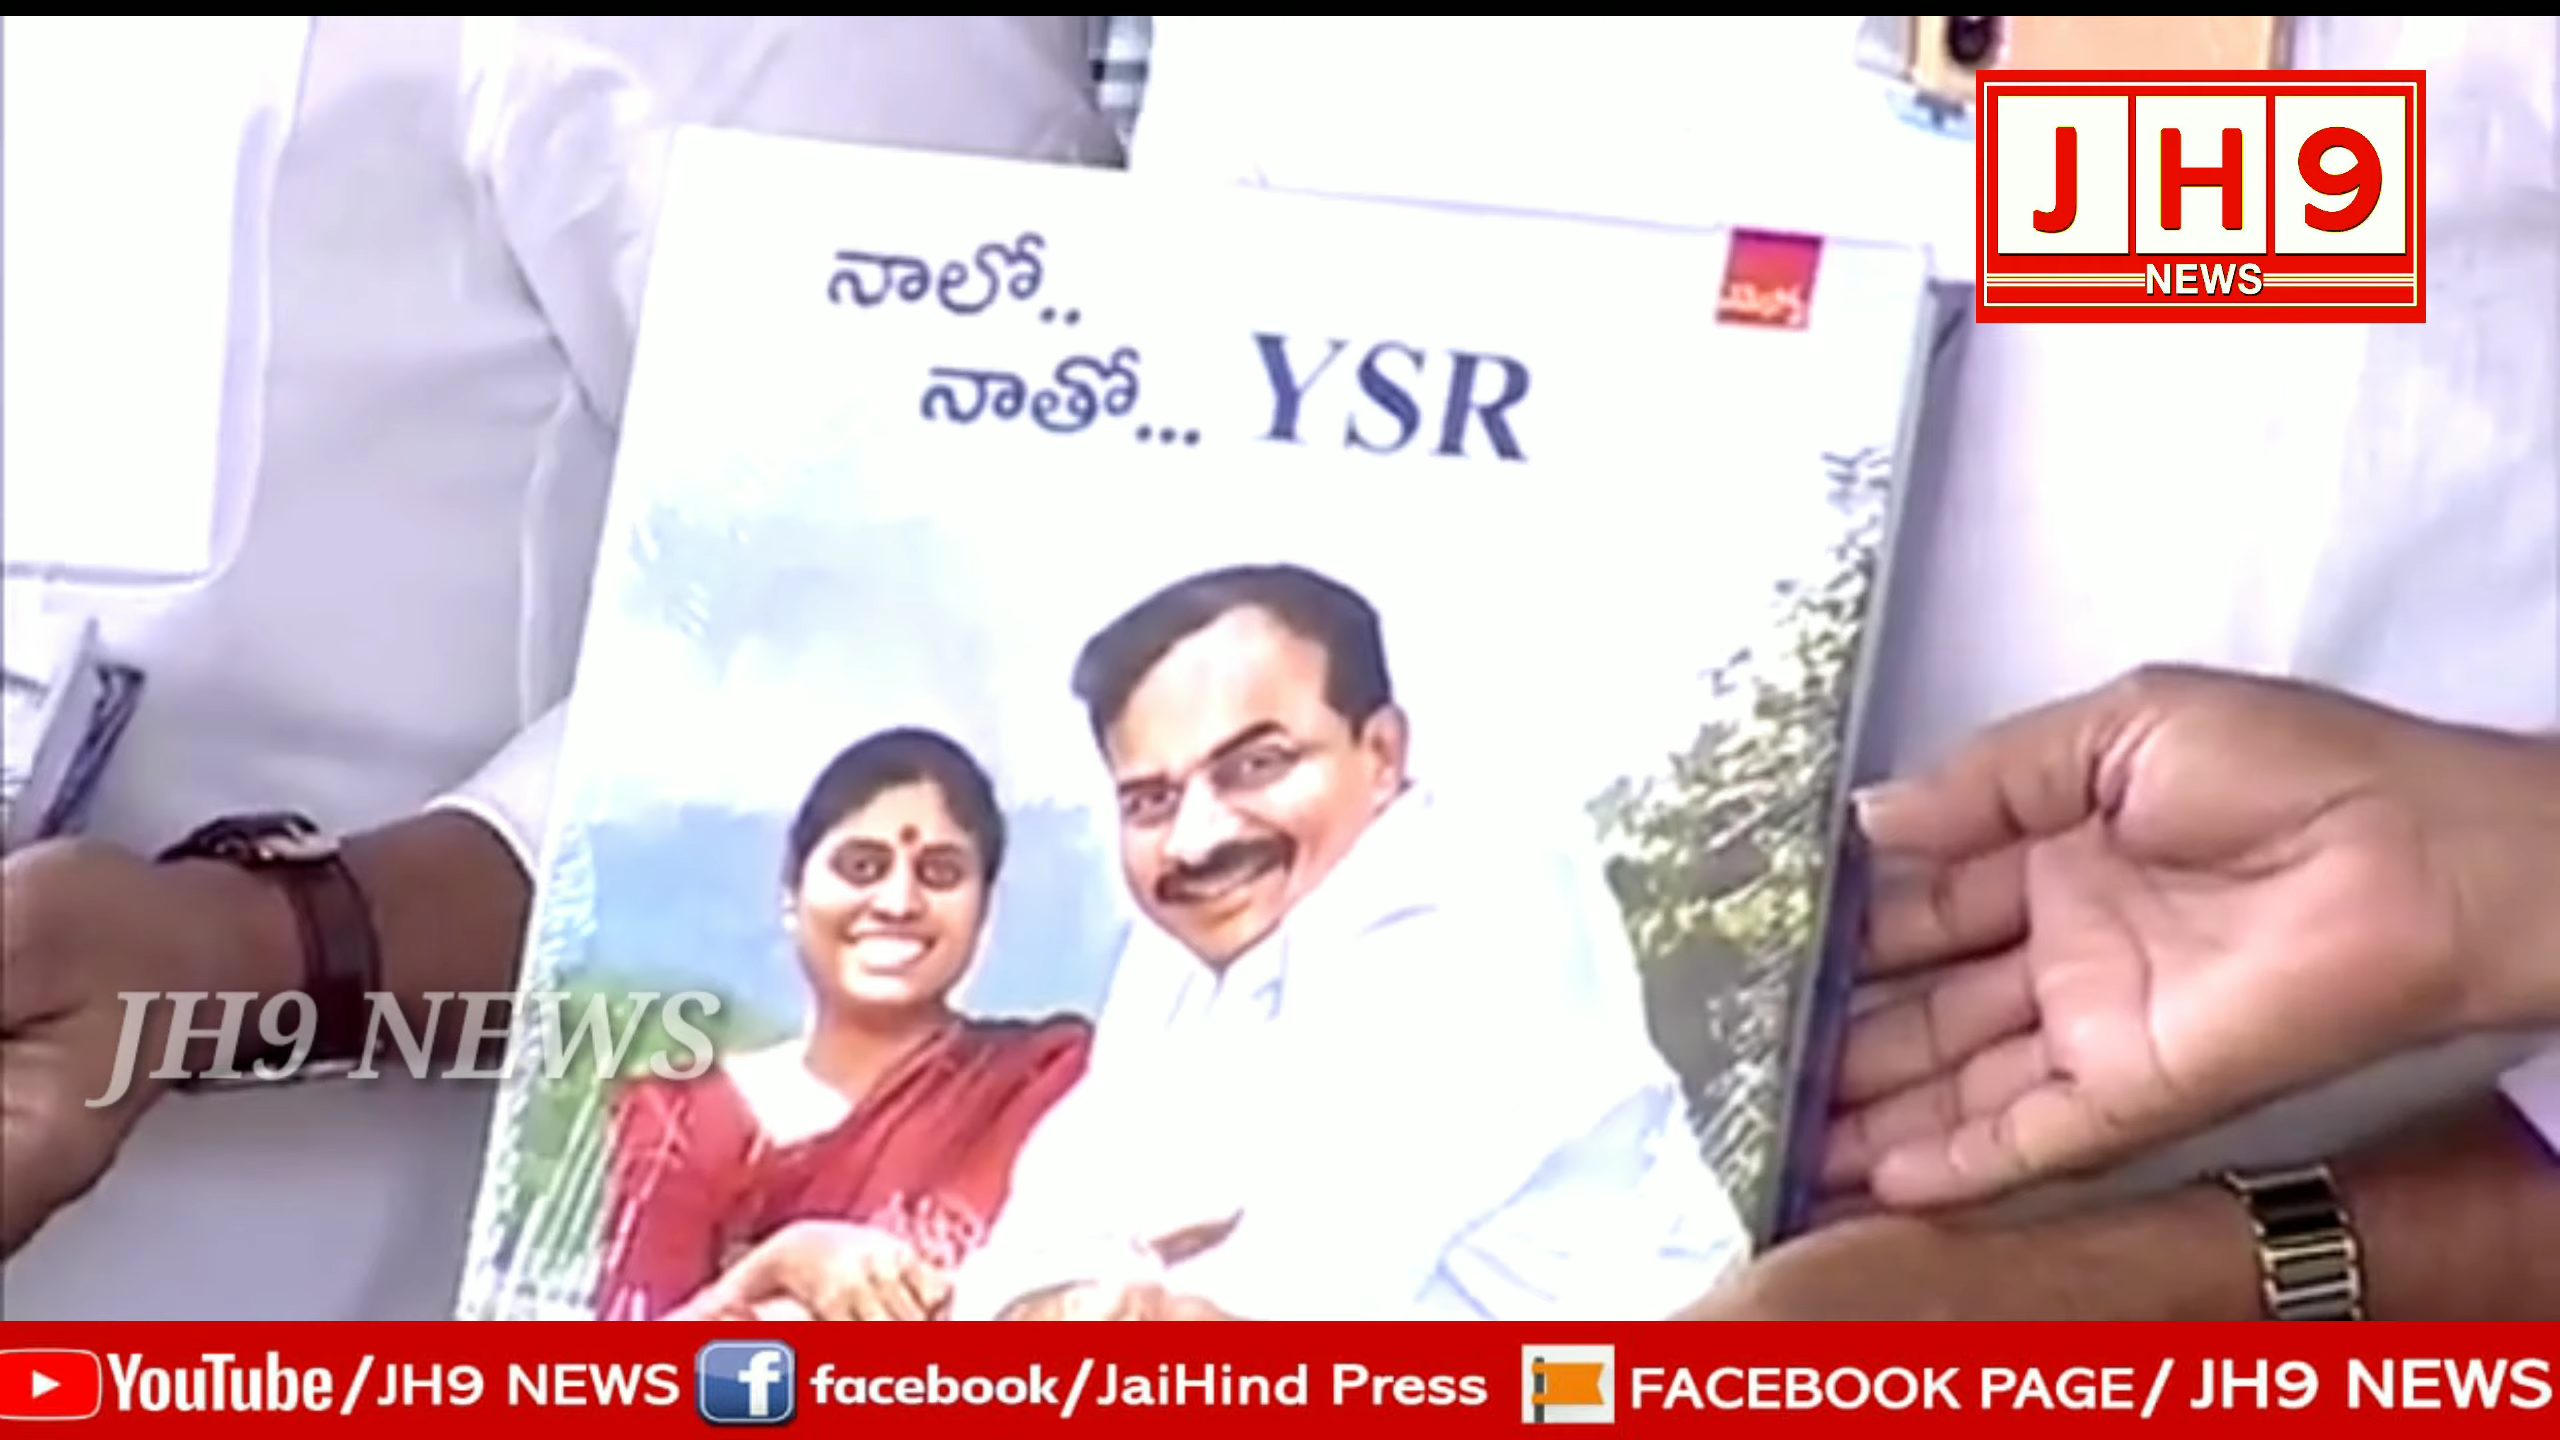 నాలో..
నాతో... YSR
JH9
NEWS
JH9 NEWS
YouTube/JH9 NEWS facebook/JaiHind Press FACEBOOK PAGE/ JH9 NEWS